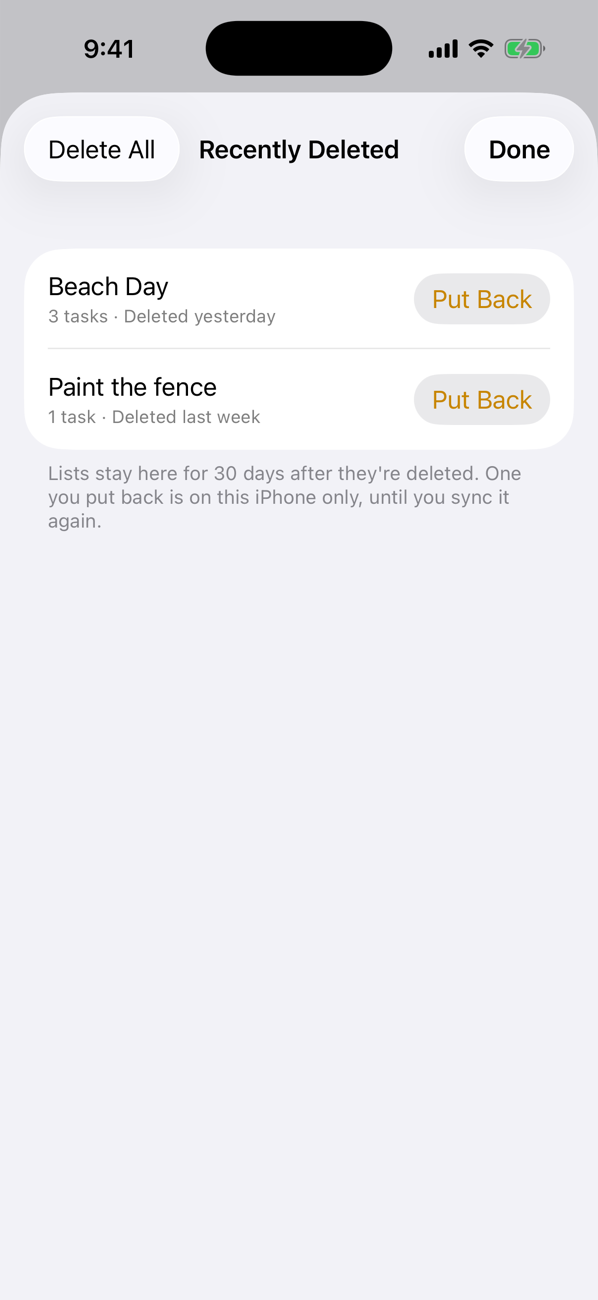 9:41
Delete All
Recently Deleted
Done
Beach Day
3 tasks · Deleted yesterday
Put Back
Paint the fence
1 task · Deleted last week
Put Back
Lists stay here for 30 days after they're deleted. One
you put back is on this iPhone only, until you sync it
again.